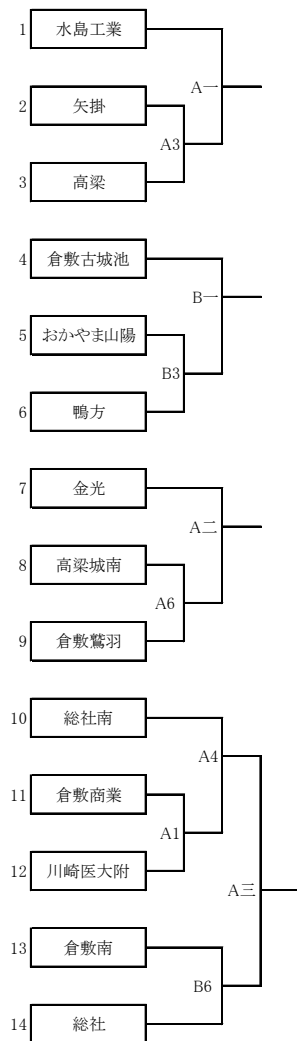 1 水島工業
A一
2 矢掛
A3
3 高梁
4 倉敷古城池
B一
5 おかやま山陽
B3
6 鴨方
7 金光
A二
8 高梁城南
A6
9 倉敷鷲羽
10 総社南
A4
11 倉敷商業
A1
12 川崎医大附
A三
13 倉敷南
B6
14 総社